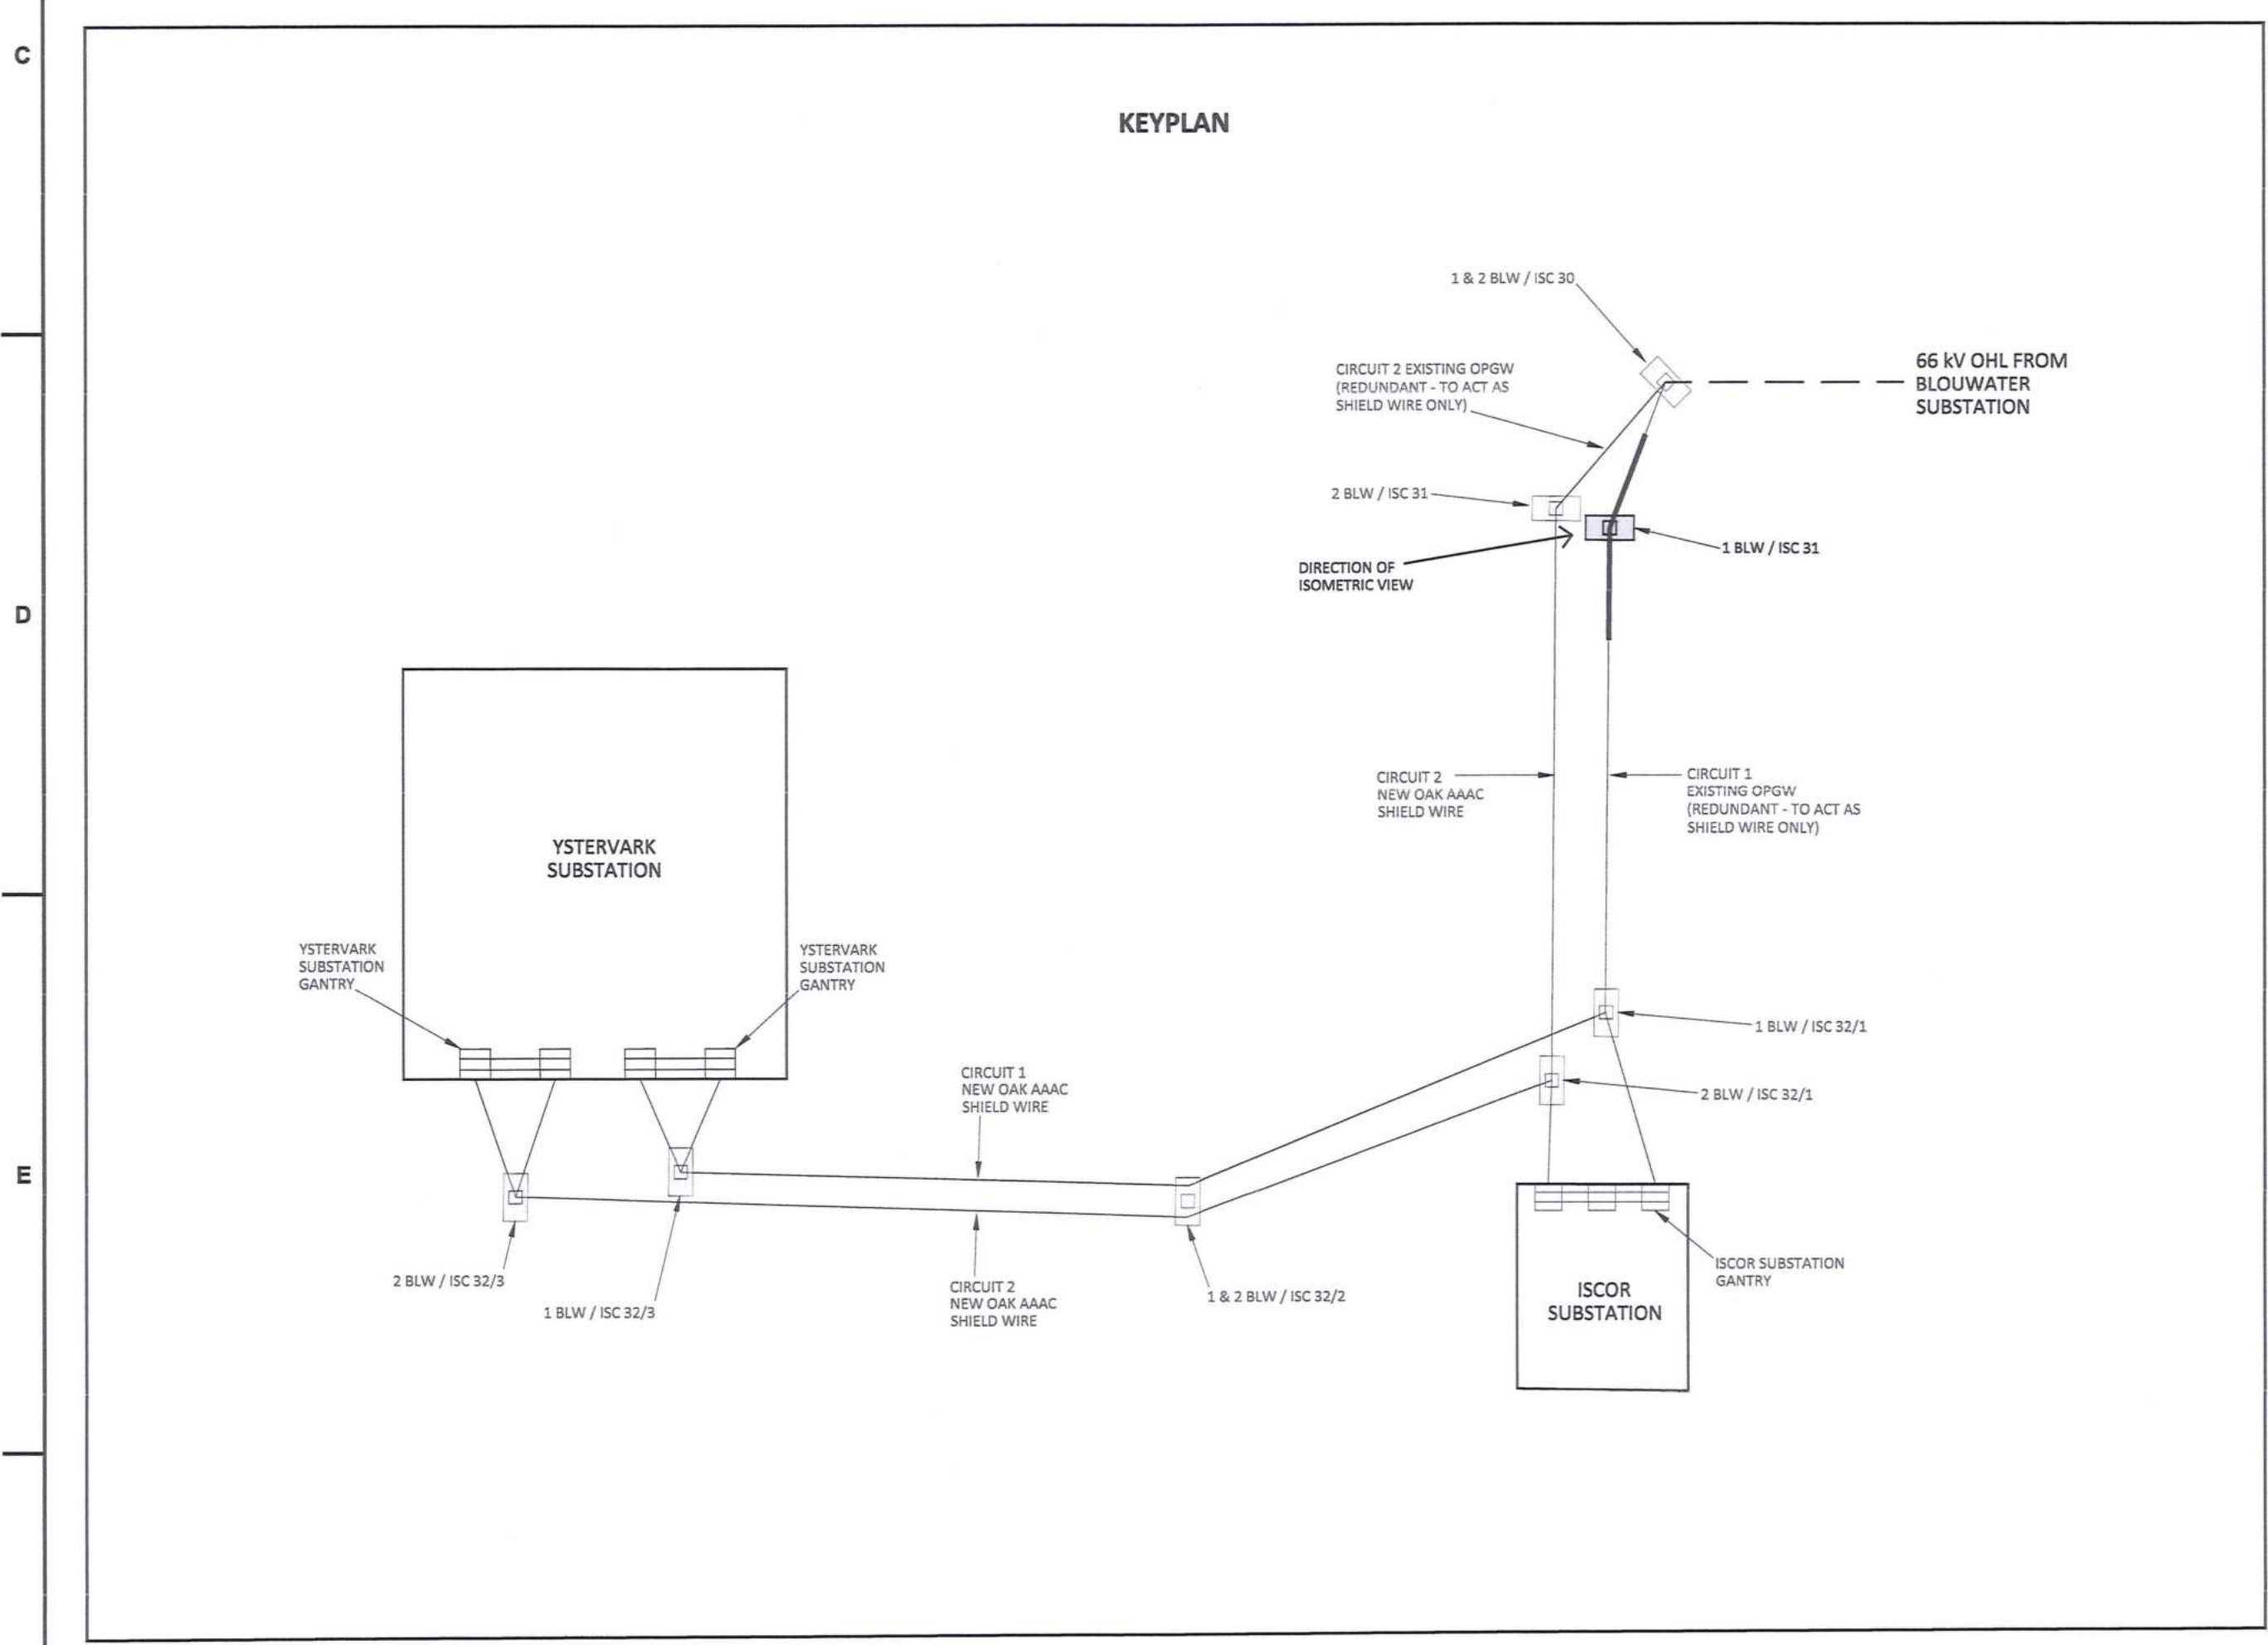 C
KEYPLAN
1 & 2 BLW / ISC 30
CIRCUIT 2 EXISTING OPGW
(REDUNDANT - TO ACT AS
SHIELD WIRE ONLY)
66 kV OHL FROM
BLOUWATER
SUBSTATION
2 BLW / ISC 31
1 BLW / ISC 31
DIRECTION OF
ISOMETRIC VIEW
D
CIRCUIT 2
NEW OAK AAAC
SHIELD WIRE
CIRCUIT 1
EXISTING OPGW
(REDUNDANT - TO ACT AS
SHIELD WIRE ONLY)
YSTERVARK
SUBSTATION
YSTERVARK
SUBSTATION
GANTRY
YSTERVARK
SUBSTATION
GANTRY
1 BLW / ISC 32/1
CIRCUIT 1
NEW OAK AAAC
SHIELD WIRE
2 BLW / ISC 32/1
E
2 BLW / ISC 32/3
1 BLW / ISC 32/3
CIRCUIT 2
NEW OAK AAAC
SHIELD WIRE
1 & 2 BLW / ISC 32/2
ISCOR SUBSTATION
GANTRY
ISCOR
SUBSTATION